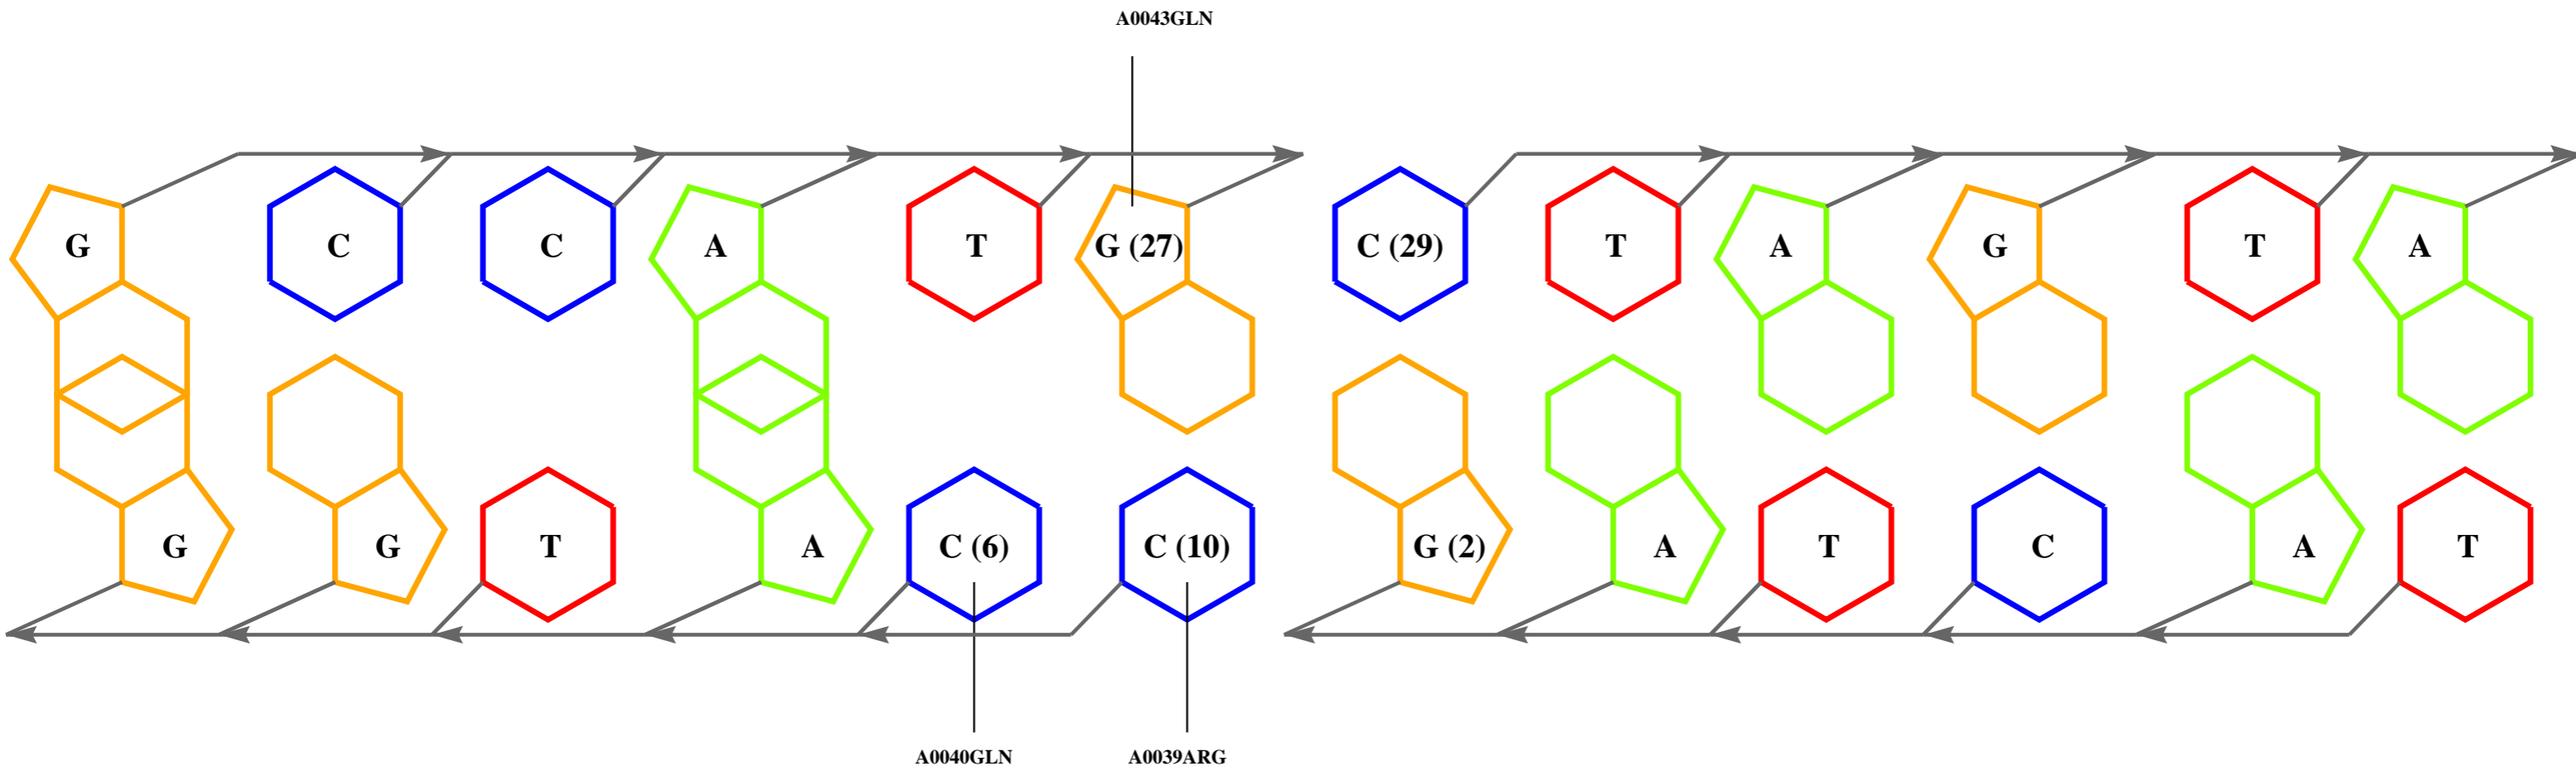 A0043GLN
G C C A T G (27) C (29) T A G T A
G G T A C (6) C (10) G (2) A T C A T
A0040GLN A0039ARG